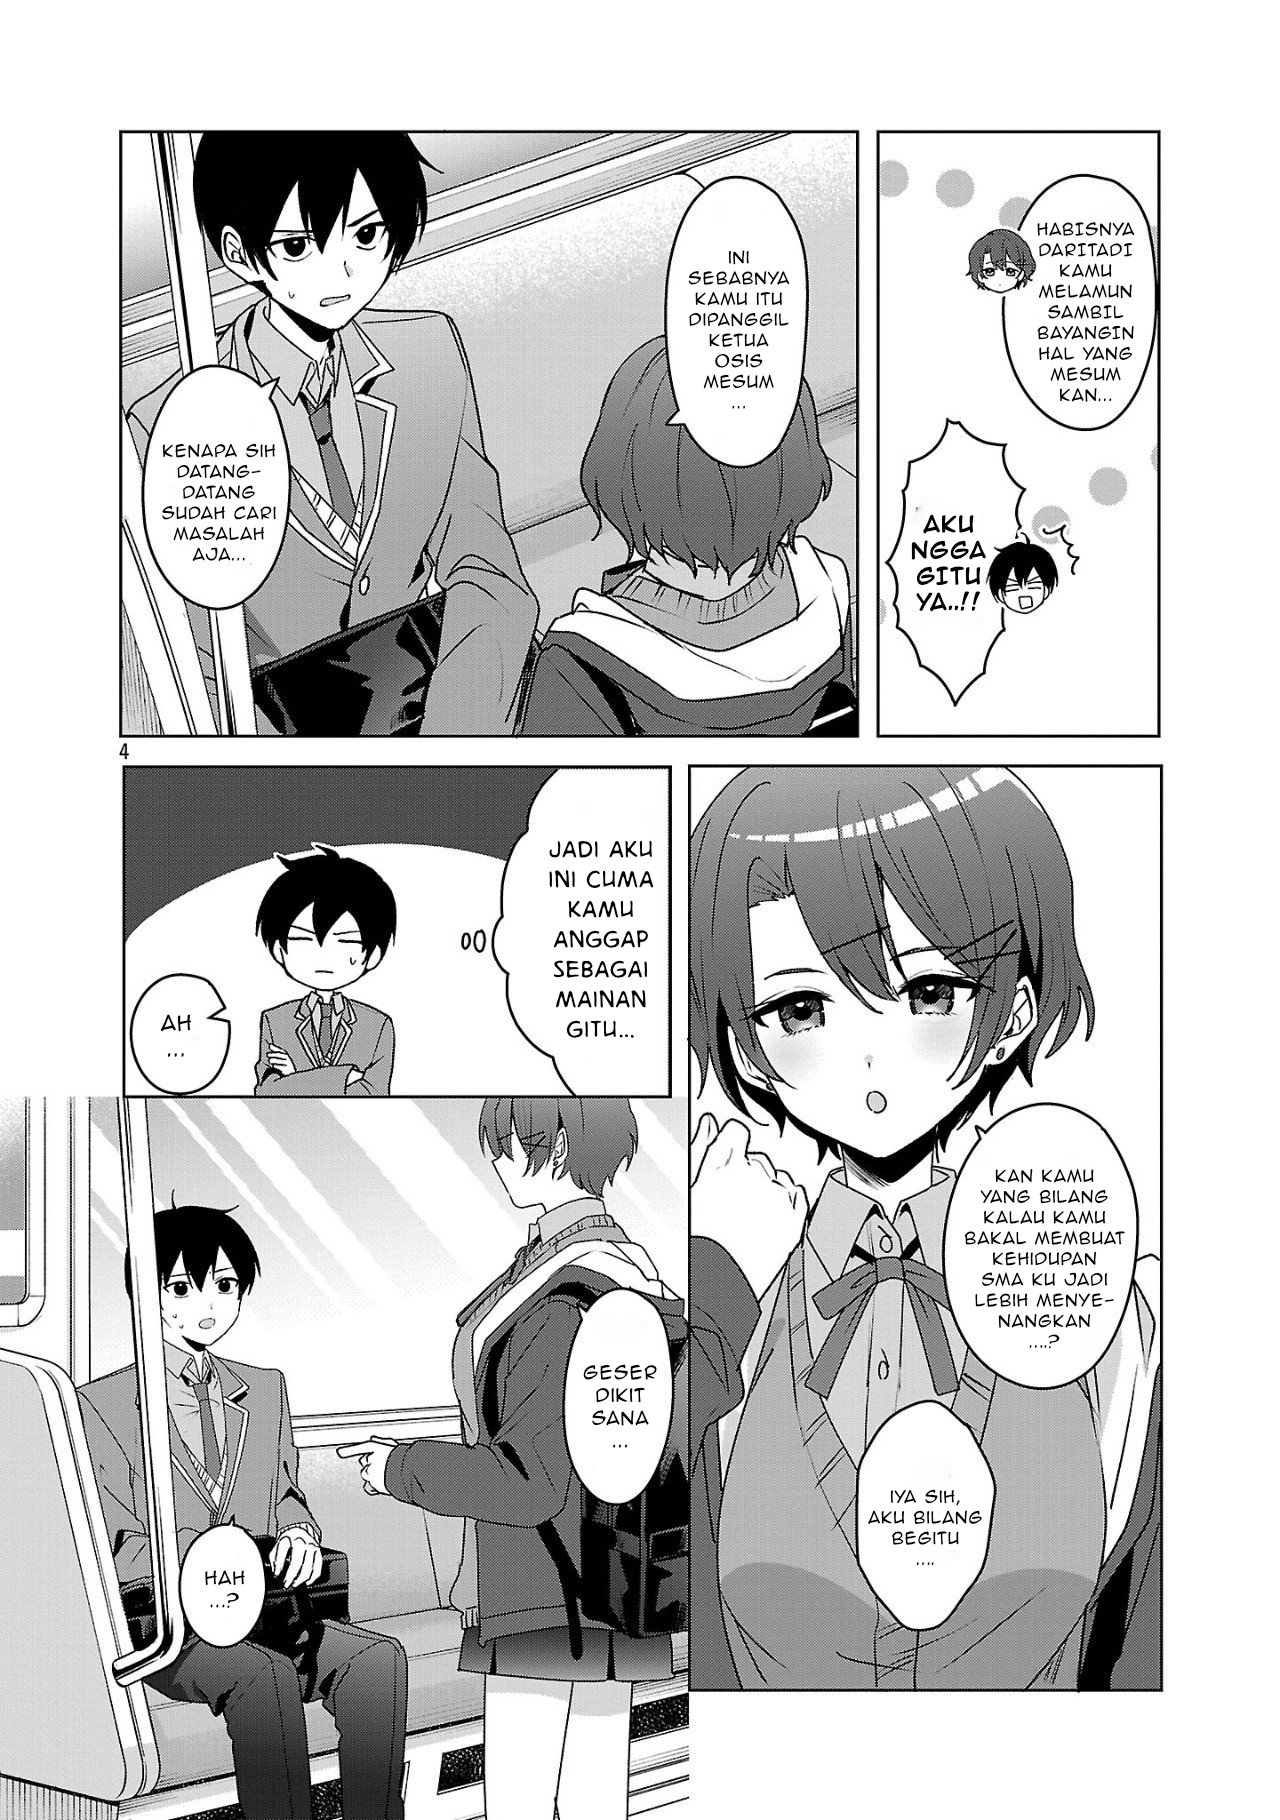 HABISNYA
DARITADI
KAMU
MELAMUN
SAMBIL
BAYANGIN
HAL YANG
MESUM
KAN...
AKU
NGGA
GITU
YA..!!
INI
SEBABNYA
KAMU ITU
DIPANGGIL
KETUA
OSIS
MESUM
...
KENAPA SIH
DATANG-
DATANG
SUDAH CARI
MASALAH
AJA...
4
KAN KAMU
YANG BILANG
KALAU KAMU
BAKAL MEMBUAT
KEHIDUPAN
SMA KU JADI
LEBIH MENYE-
NANGKAN
....?
IYA SIH,
AKU BILANG
BEGITU
....
JADI AKU
INI CUMA
KAMU
ANGGAP
SEBAGAI
MAINAN
GITU...
AH
...
GESER
DIKIT
SANA
...
HAH
...?